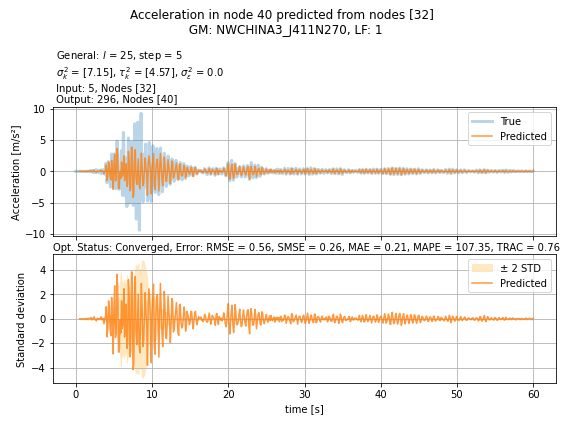 Acceleration in node 40 predicted from nodes [32]
GM: NWCHINA3_J411N270, LF: 1
General: l = 25, step = 5
σ²ₖ = [7.15], τ²ₖ = [4.57], σ²ε = 0.0
Input: 5, Nodes [32]
Output: 296, Nodes [40]
Acceleration [m/s²]
10
5
0
−5
−10
True
Predicted
Opt. Status: Converged, Error: RMSE = 0.56, SMSE = 0.26, MAE = 0.21, MAPE = 107.35, TRAC = 0.76
Standard deviation
4
2
0
−2
−4
± 2 STD
Predicted
0 10 20 30 40 50 60
time [s]